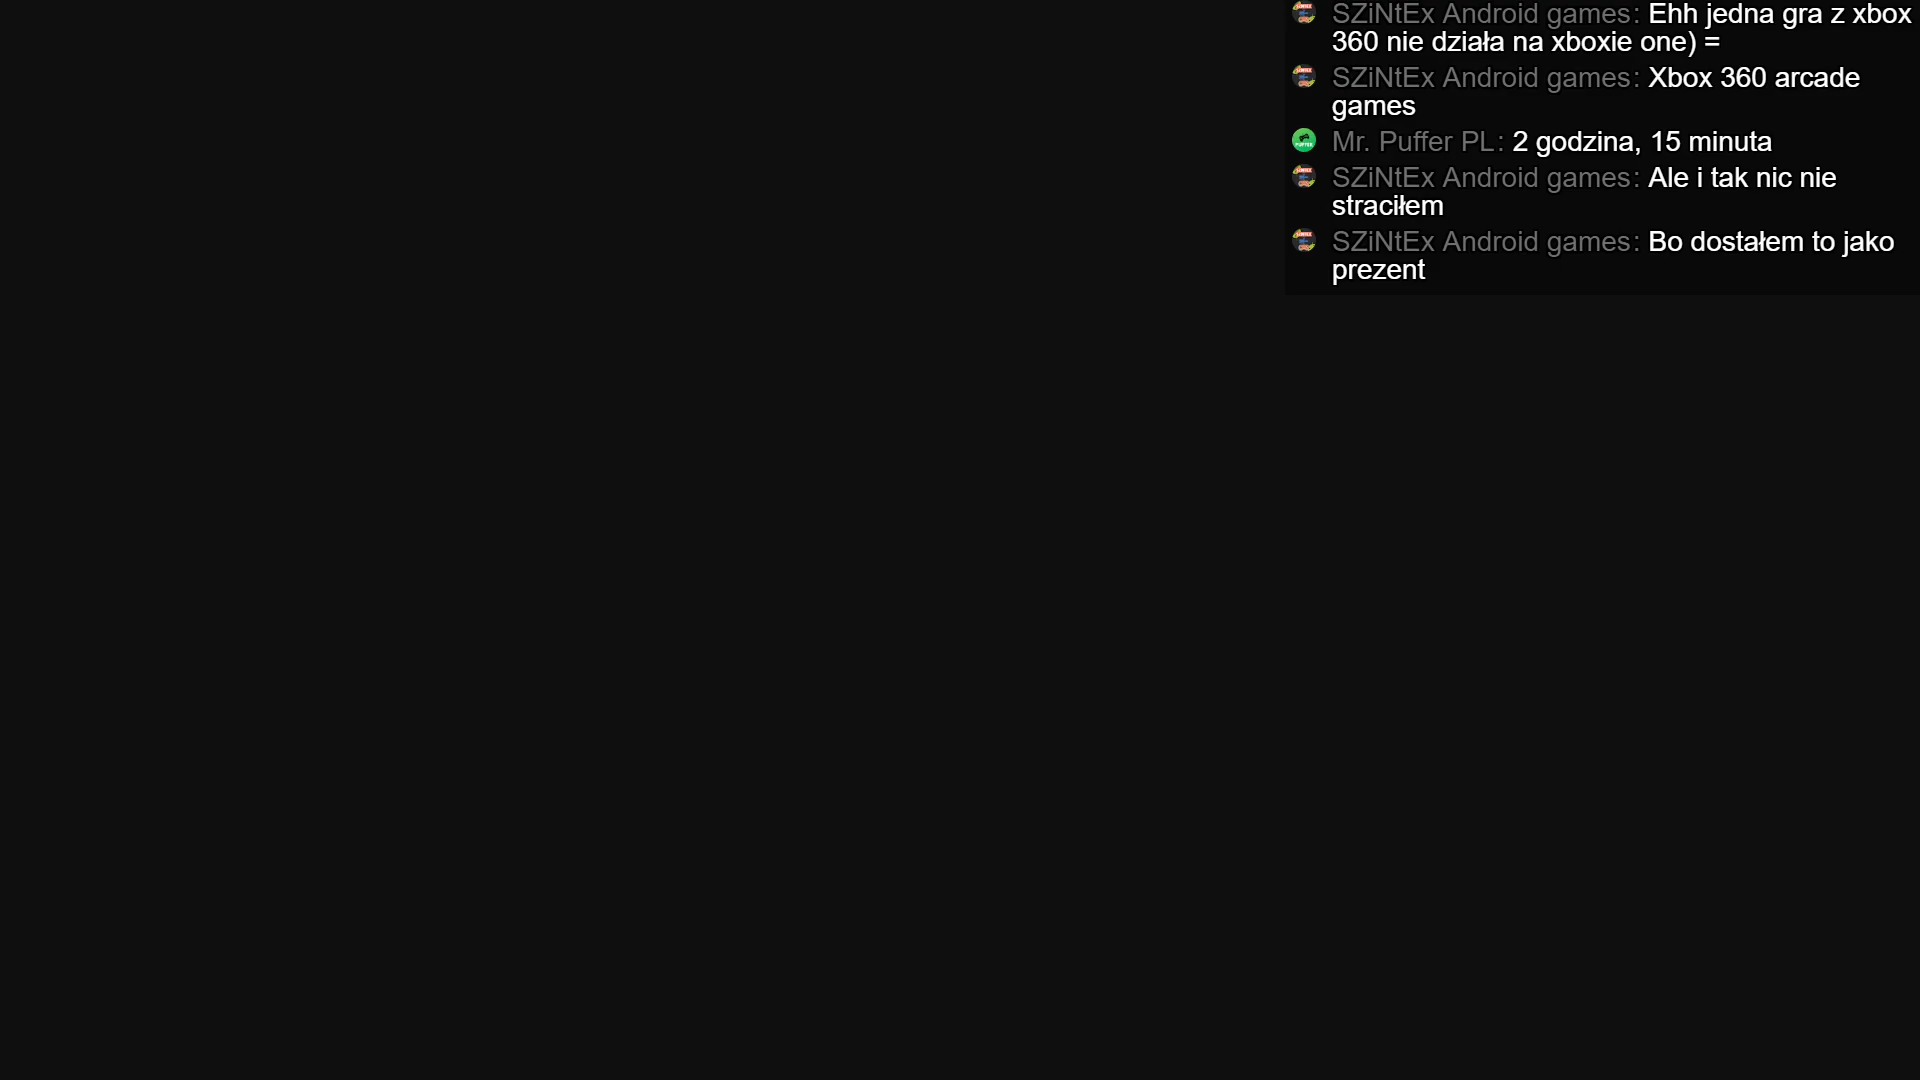 SZiNtEx Android games: Ehh jedna gra z xbox
360 nie działa na xboxie one) =
SZiNtEx Android games: Xbox 360 arcade
games
Mr. Puffer PL: 2 godzina, 15 minuta
SZiNtEx Android games: Ale i tak nic nie
straciłem
SZiNtEx Android games: Bo dostałem to jako
prezent